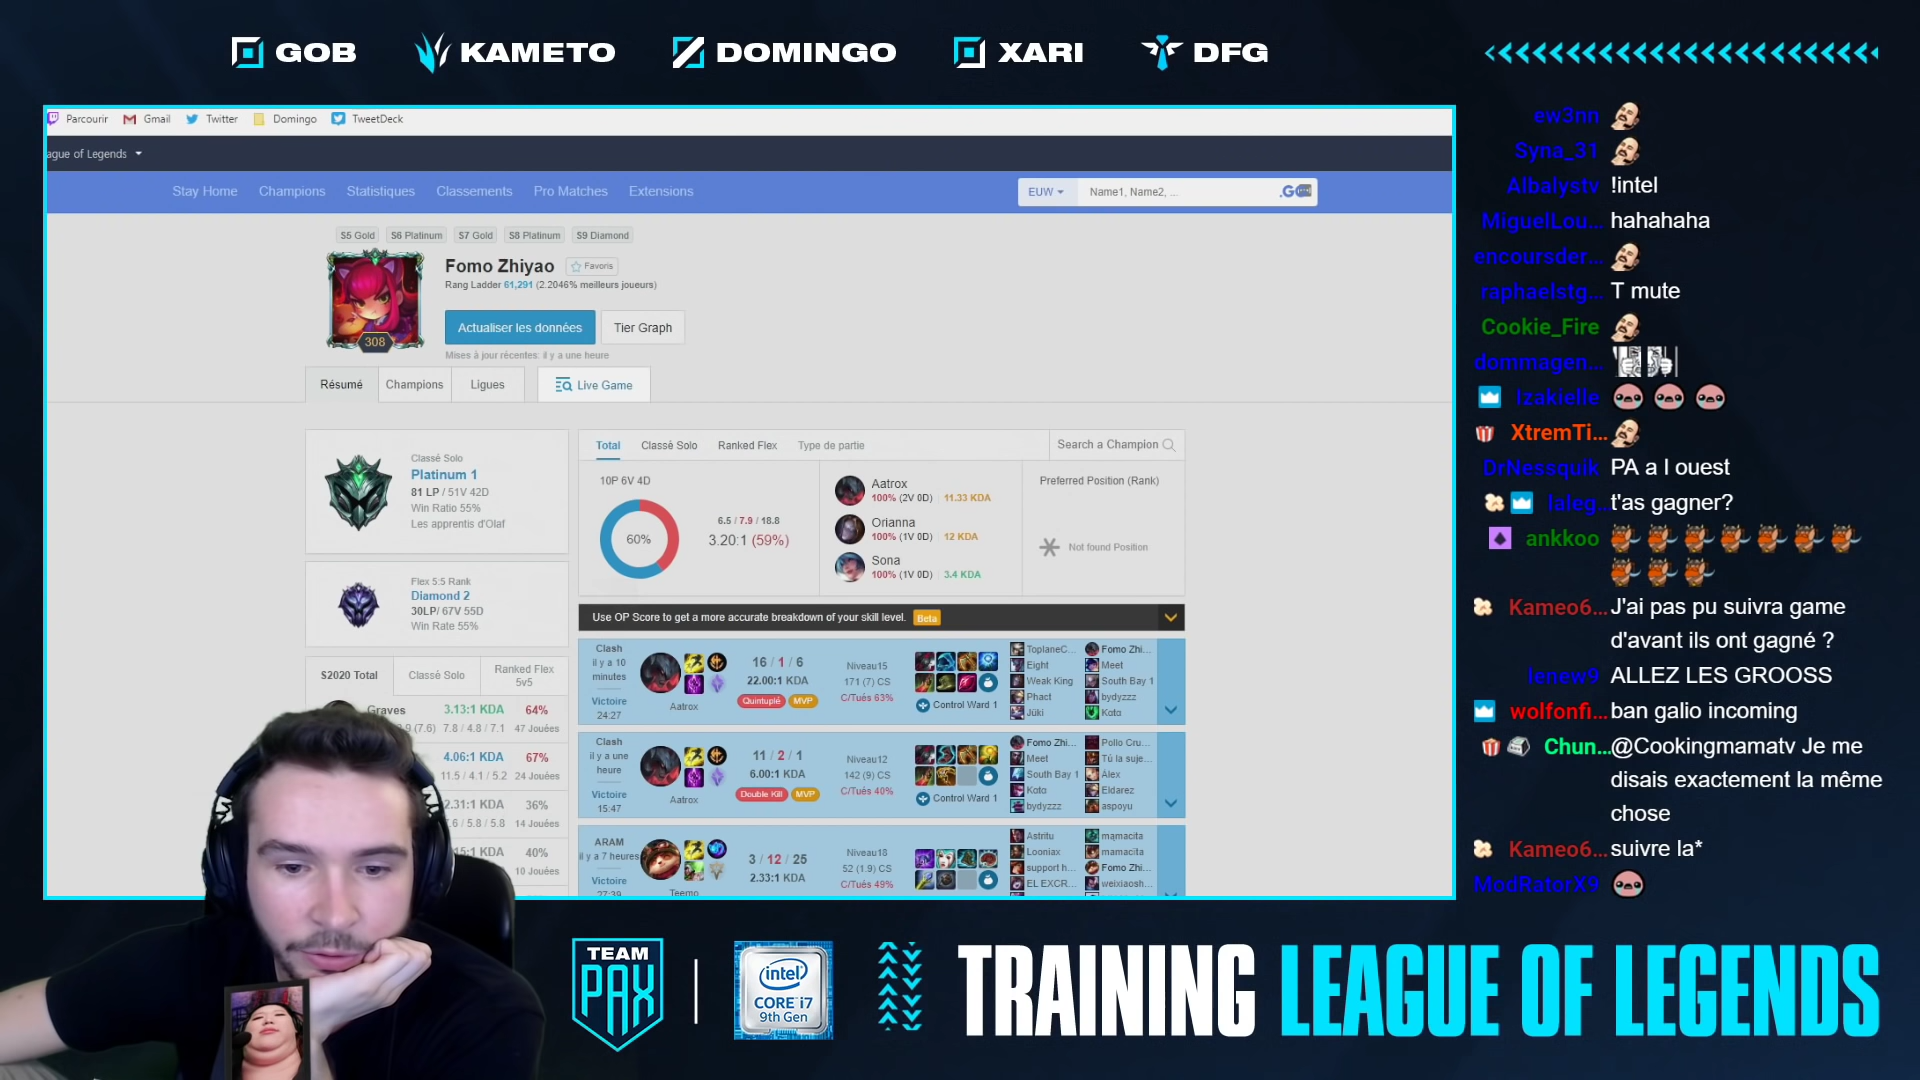 GOB
KAMETO
DOMINGO
XARI
DFG
Parcourir
Gmail
Twitter
Domingo
TweetDeck
ague of Legends
Stay Home
Champions
Statistiques
Classements
Pro Matches
Extensions
EUW
Name1, Name2, ...
.GG
S5 Gold
S6 Platinum
S7 Gold
S8 Platinum
S9 Diamond
308
Fomo Zhiyao
Favoris
Rang Ladder 61,291 (2.2046% meilleurs joueurs)
Actualiser les données
Tier Graph
Mises à jour récentes: il y a une heure
Résumé
Champions
Ligues
Live Game
Classé Solo
Platinum 1
81 LP / 51V 42D
Win Ratio 55%
Les apprentis d'Olaf
Flex 5:5 Rank
Diamond 2
30LP/ 67V 55D
Win Rate 55%
S2020 Total
Classé Solo
Ranked Flex
5v5
Graves
3.13:1 KDA
64%
(7.6)
7.8 / 4.8 / 7.1
47 Jouées
4.06:1 KDA
67%
11.5 / 4.1 / 5.2
24 Jouées
2.31:1 KDA
36%
5.8 / 5.8
14 Jouées
15:1 KDA
40%
10 Jouées
Total
Classé Solo
Ranked Flex
Type de partie
Search a Champion
10P 6V 4D
60%
6.5 / 7.9 / 18.8
3.20:1 (59%)
Aatrox
100% (2V 0D)
11.33 KDA
Orianna
100% (1V 0D)
12 KDA
Sona
100% (1V 0D)
3.4 KDA
Preferred Position (Rank)
Not found Position
Use OP Score to get a more accurate breakdown of your skill level.
Beta
Clash
il y a 10
minutes
Victoire
24:27
Aatrox
16 / 1 / 6
22.00:1 KDA
Quintuplé
MVP
Niveau15
171 (7) CS
C/Tués 63%
Control Ward 1
ToplaneC...
Eight
Weak King
Phact
Jüki
Fomo Zhi...
Meet
South Bay 1
bydyzzz
Kata
Clash
il y a une
heure
Victoire
15:47
Aatrox
11 / 2 / 1
6.00:1 KDA
Double Kill
MVP
Niveau12
142 (9) CS
C/Tués 40%
Control Ward 1
Fomo Zhi...
Meet
South Bay 1
Kata
bydyzzz
Pollo Cru...
Tú la suje...
Alex
Eldarez
aspoyu
ARAM
il y a 7 heures
Victoire
27:39
Teemo
3 / 12 / 25
2.33:1 KDA
Niveau18
52 (1.9) CS
C/Tués 49%
Astritu
Looniax
support h...
EL EXCR...
mamacita
mamacita
Fomo Zhi...
weixiaosh...
ew3nn
Syna_31
Albalystv !intel
MiguelLou... hahahaha
encoursder...
raphaelstg... T mute
Cookie_Fire
dommagen...
Izakielle
XtremTi...
DrNessquik PA a l ouest
laleg... t'as gagner?
ankkoo
Kameo6... J'ai pas pu suivra game
d'avant ils ont gagné ?
lenew9 ALLEZ LES GROOSS
wolfonfi... ban galio incoming
Chun... @Cookingmamatv Je me
disais exactement la même
chose
Kameo6... suivre la*
ModRatorX9
TEAM
PAX
intel
CORE i7
9th Gen
TRAINING LEAGUE OF LEGENDS